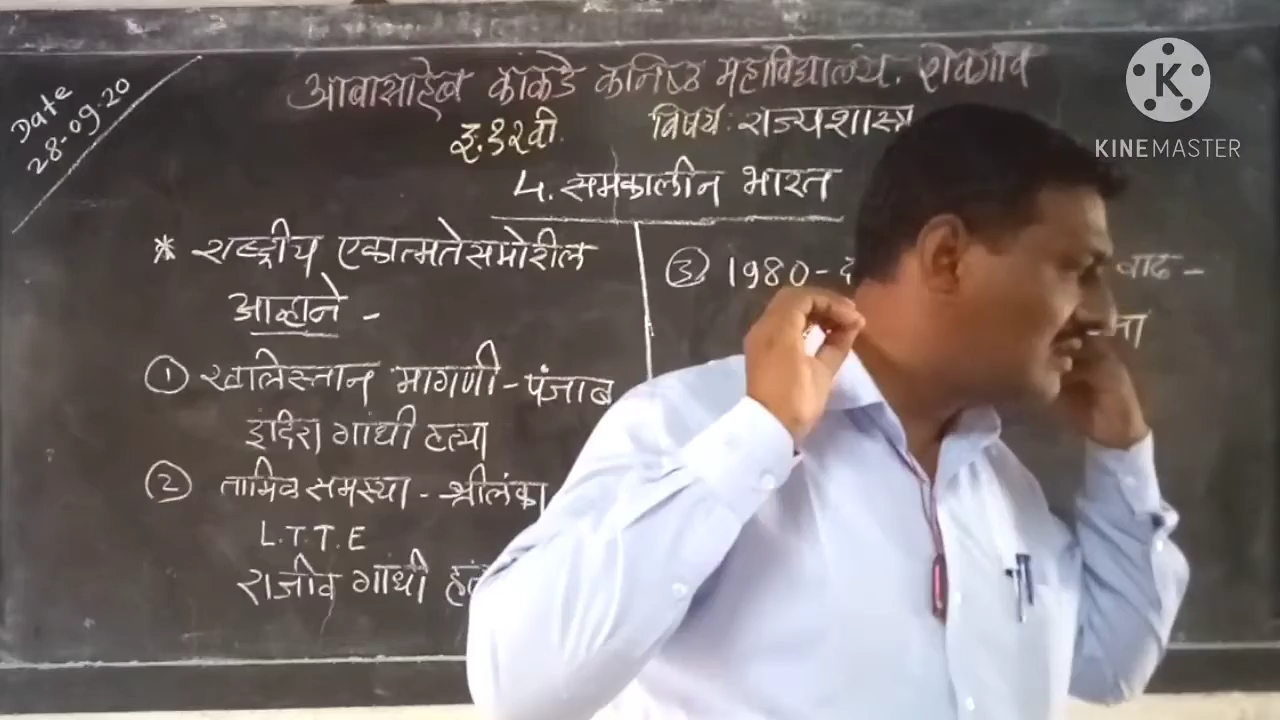 Date
28-09-20
आबासाहेब काकडे कनिष्ठ महाविद्यालय. शेवगाव
इ.१२वी. विषय: राज्यशास्त्र
५. समकालीन भारत
* राष्ट्रीय एकात्मतेसमोरील
आव्हाने -
① खलिस्तान मागणी - पंजाब
इंदिरा गांधी हत्या
② तामिळ समस्या - श्रीलंका
L.T.T.E
राजीव गांधी
③ 1980 - वाद -
K
KINEMASTER